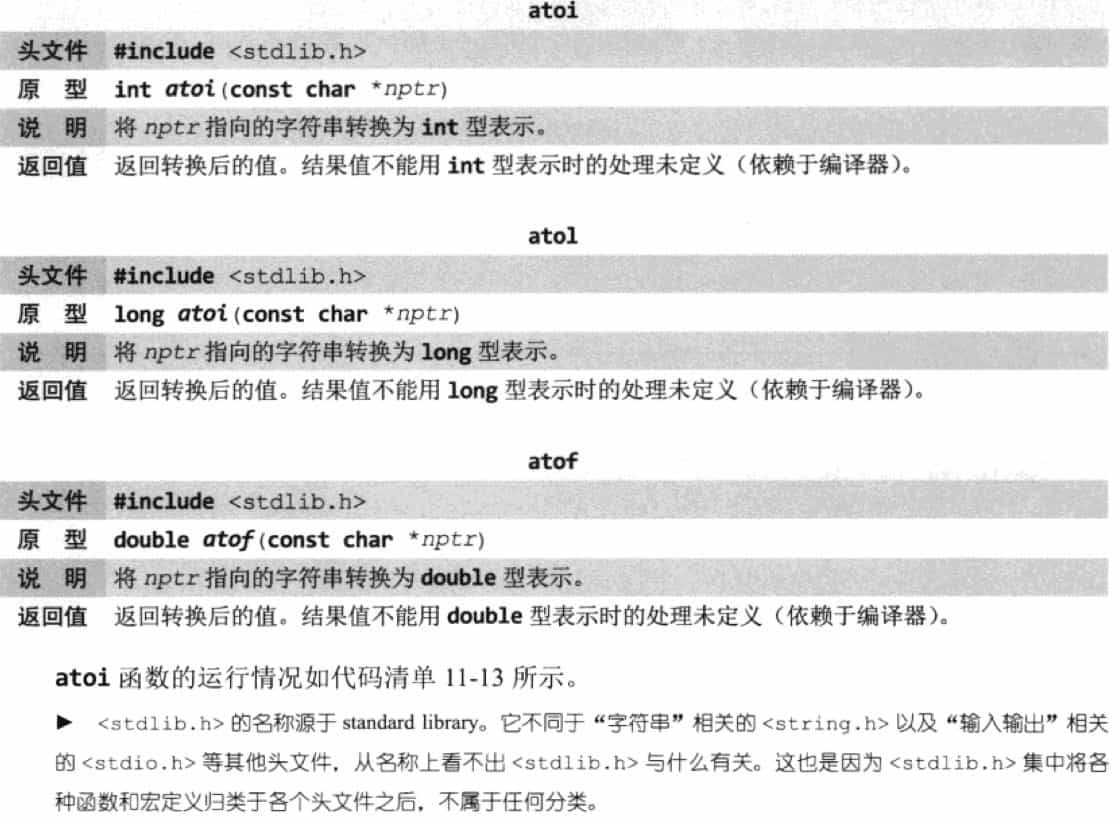 atoi
头文件 #include <stdlib.h>
原 型 int atoi(const char *nptr)
说 明 将 nptr 指向的字符串转换为 int 型表示。
返回值 返回转换后的值。结果值不能用 int 型表示时的处理未定义（依赖于编译器）。
atol
头文件 #include <stdlib.h>
原 型 long atoi(const char *nptr)
说 明 将 nptr 指向的字符串转换为 long 型表示。
返回值 返回转换后的值。结果值不能用 long 型表示时的处理未定义（依赖于编译器）。
atof
头文件 #include <stdlib.h>
原 型 double atof(const char *nptr)
说 明 将 nptr 指向的字符串转换为 double 型表示。
返回值 返回转换后的值。结果值不能用 double 型表示时的处理未定义（依赖于编译器）。
atoi 函数的运行情况如代码清单 11-13 所示。
▶ <stdlib.h> 的名称源于 standard library。它不同于“字符串”相关的 <string.h> 以及“输入输出”相关
的 <stdio.h> 等其他头文件，从名称上看不出 <stdlib.h> 与什么有关。这也是因为 <stdlib.h> 集中将各
种函数和宏定义归类于各个头文件之后，不属于任何分类。